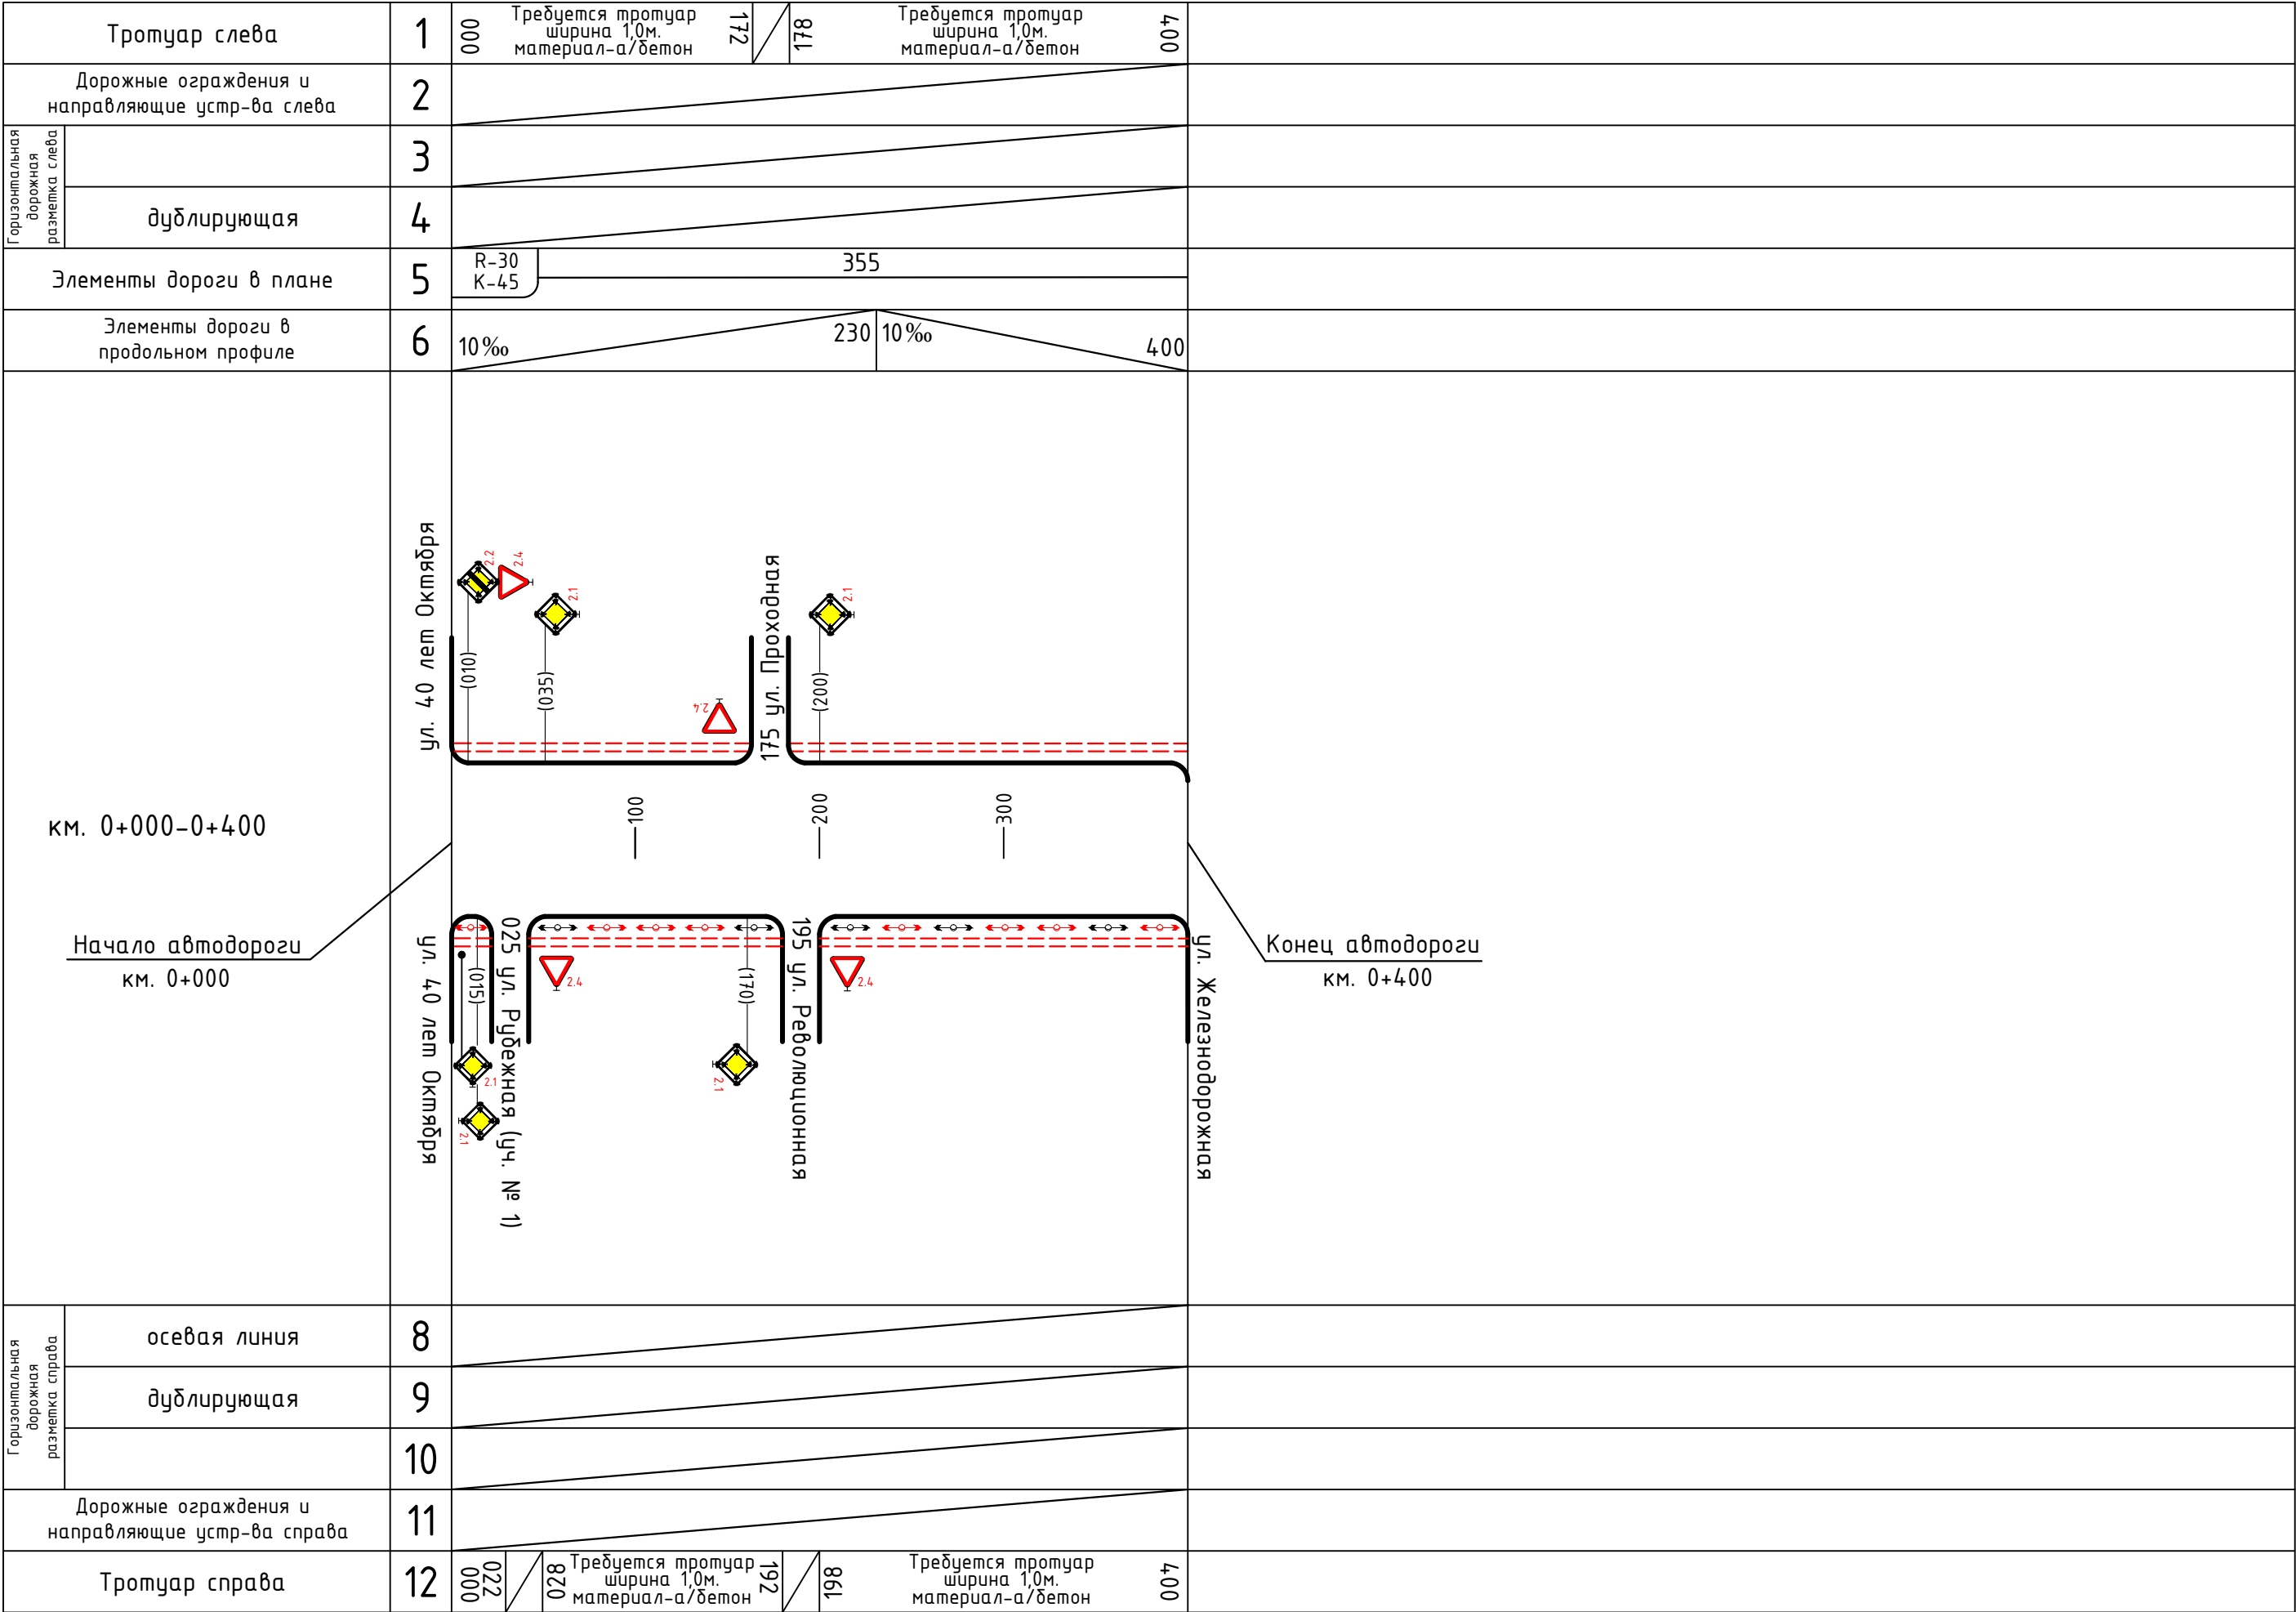 Тротуар слева
1
000
Требуется тротуар
ширина 1,0м.
материал-а/бетон
172
178
Требуется тротуар
ширина 1,0м.
материал-а/бетон
400
Дорожные ограждения и
направляющие устр-ва слева
2
Горизонтальная
дорожная
разметка слева
3
дублирующая
4
Элементы дороги в плане
5
R-30
K-45
355
Элементы дороги в
продольном профиле
6
10‰
230
10‰
400
ул. 40 лет Октября
2.2
2.4
(010)
2.1
(035)
2.4
175 ул. Проходная
2.1
(200)
км. 0+000-0+400
100
200
300
Начало автодороги
км. 0+000
Конец автодороги
км. 0+400
ул. 40 лет Октября
(015)
2.1
2.1
025 ул. Рубежная (уч. № 1)
2.4
(170)
2.1
195 ул. Революционная
2.4
ул. Железнодорожная
Горизонтальная
дорожная
разметка справа
осевая линия
8
дублирующая
9
10
Дорожные ограждения и
направляющие устр-ва справа
11
Тротуар справа
12
000
022
028
Требуется тротуар
ширина 1,0м.
материал-а/бетон
192
198
Требуется тротуар
ширина 1,0м.
материал-а/бетон
400